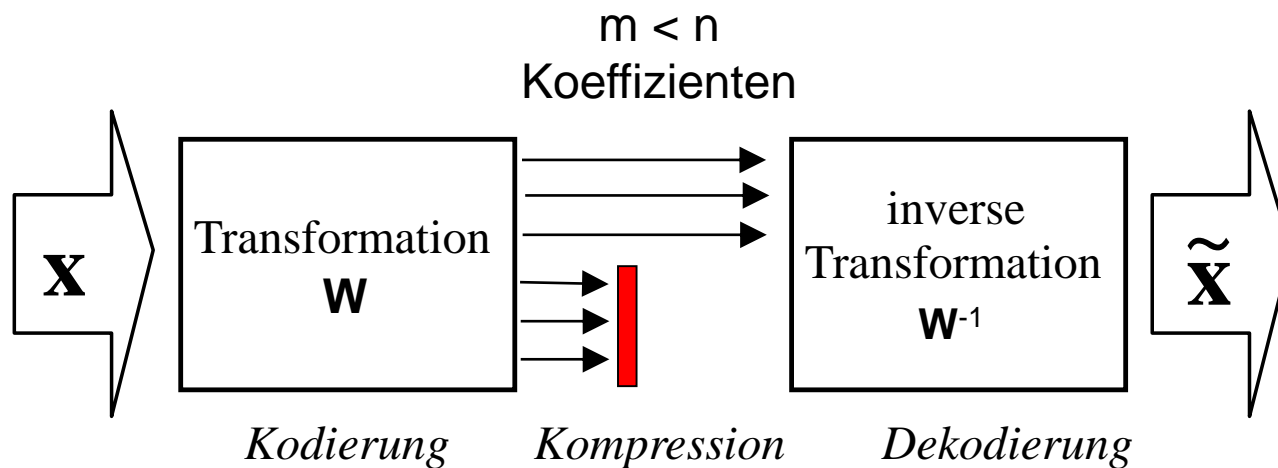 m < n
Koeffizienten
x
Transformation
W
inverse
Transformation
W⁻¹
x̃
Kodierung
Kompression
Dekodierung